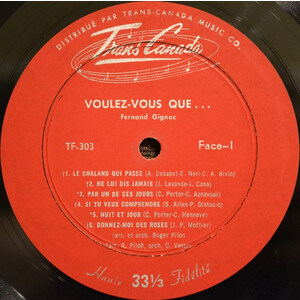 DISTRIBUÉ PAR TRANS-CANADA MUSIC CO.
Trans Canada
VOULEZ-VOUS QUE...
Fernand Gignac
TF-303 Face-1
1. LE CHALAND QUI PASSE (A. Dezabel-E. Neri-C. A. Bixio)
2. NE LUI DIS JAMAIS (J. Lavande-J. Cano)
3. PAR UN DE CES JOURS (C. Porter-C. Aznavour)
4. SI TU VEUX COMPRENDRE (S. Allen-P. Dlatosio)
5. NUIT ET JOUR (C. Porter-C. Henneve)
6. DONNEZ-MOI DES ROSES (J. P. Mottier)
arr. et orch. Roger Pilon
orch.
Haute 33⅓ Fidélité